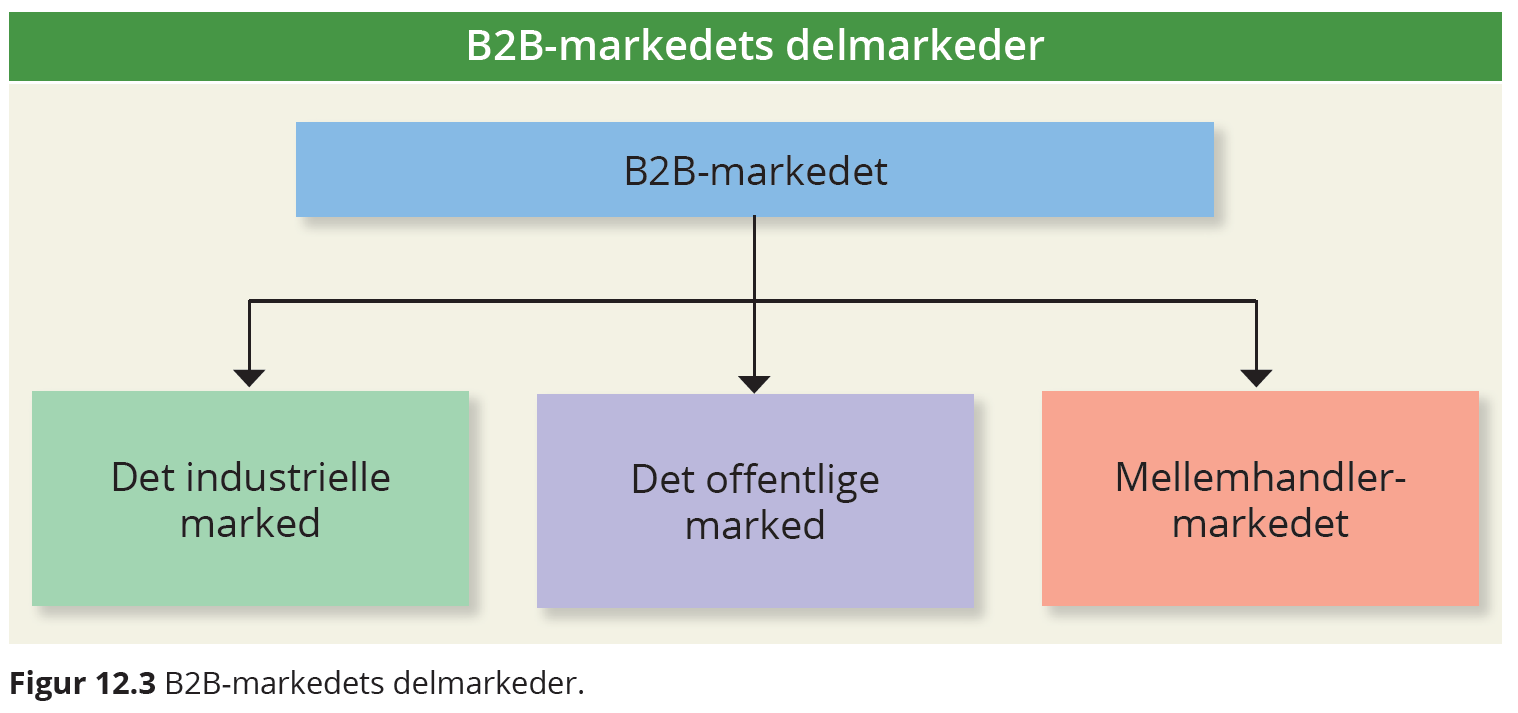 B2B-markedets delmarkeder
B2B-markedet
Det industrielle
marked
Det offentlige
marked
Mellemhandler-
markedet
Figur 12.3 B2B-markedets delmarkeder.